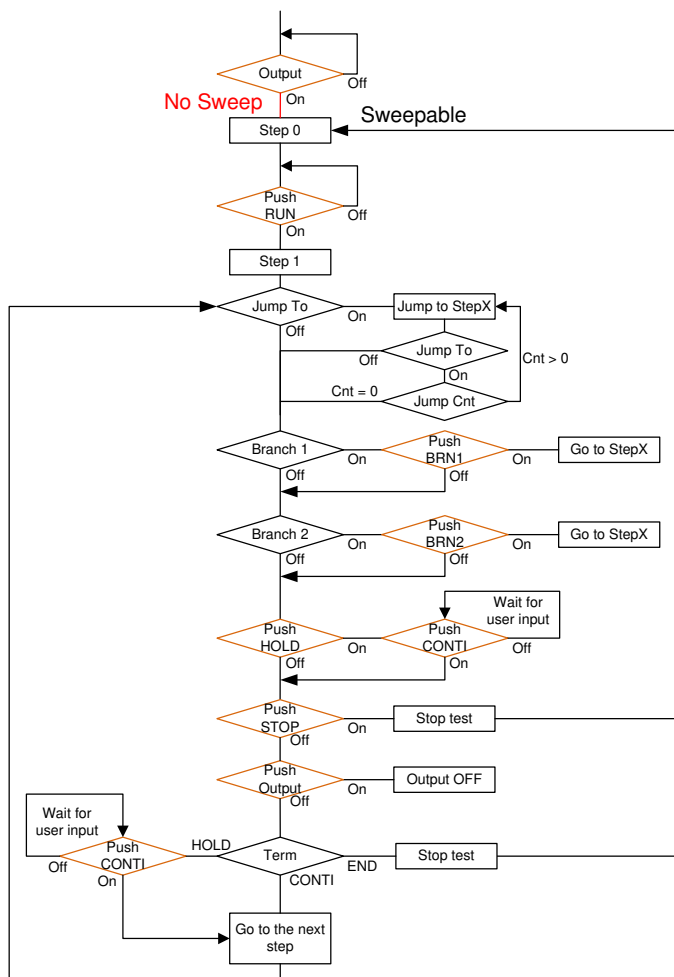 Output
Off
On
No Sweep
Sweepable
Step 0
Push
RUN
Off
On
Step 1
Jump To
On
Jump to StepX
Off
Off
Jump To
Cnt > 0
On
Cnt = 0
Jump Cnt
Branch 1
On
Push
BRN1
On
Go to StepX
Off
Off
Branch 2
On
Push
BRN2
On
Go to StepX
Off
Off
Wait for
user input
Push
HOLD
On
Push
CONTI
Off
Off
On
Push
STOP
On
Stop test
Off
Push
Output
On
Output OFF
Off
Wait for
user input
Push
CONTI
Off
On
HOLD
Term
END
Stop test
CONTI
Go to the next
step